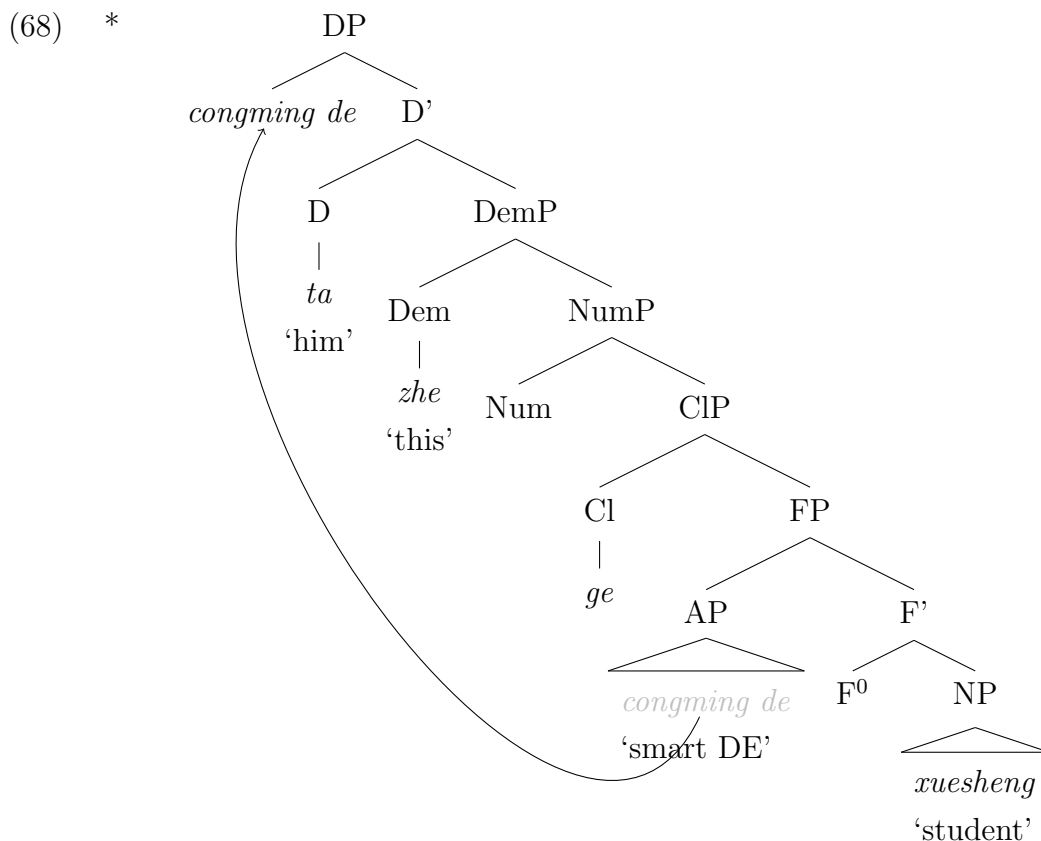 (68) * DP
congming de D’
D DemP
ta Dem NumP
‘him’
zhe Num ClP
‘this’
Cl FP
ge AP F’
congming de F⁰ NP
‘smart DE’
xuesheng
‘student’